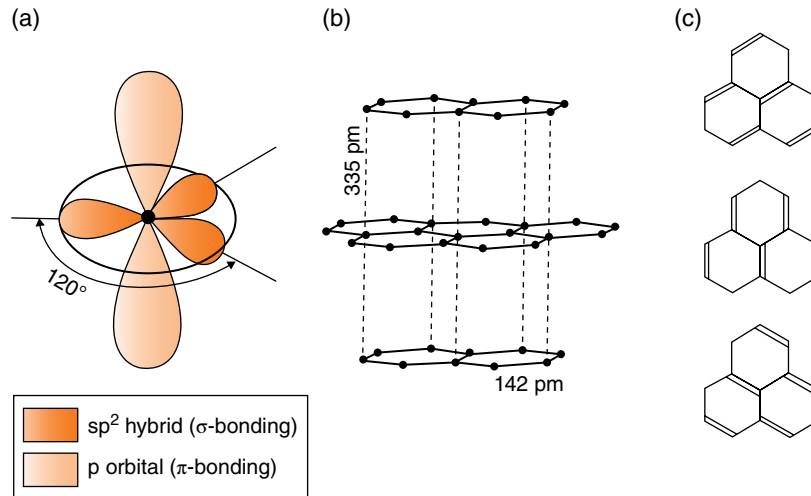 (a)
120°
sp² hybrid (σ-bonding)
p orbital (π-bonding)
(b)
335 pm
142 pm
(c)